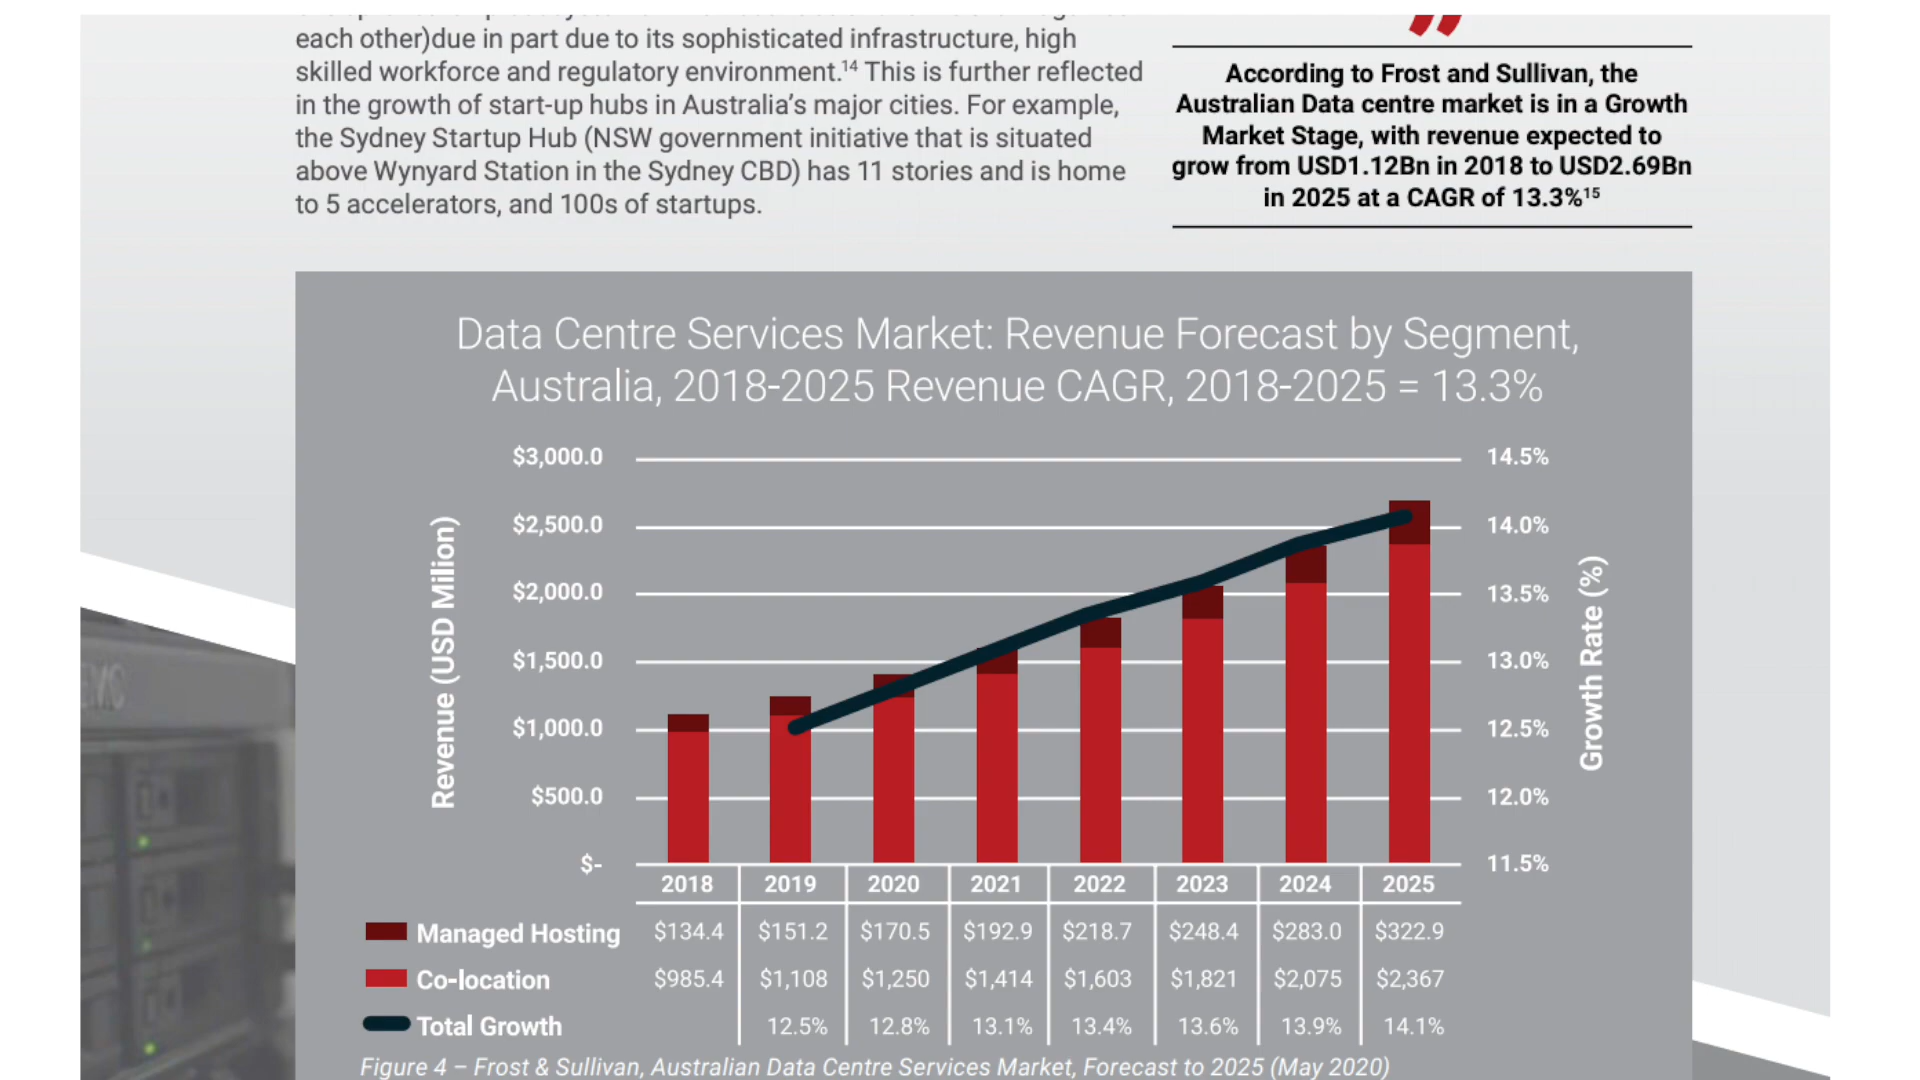 each other)due in part due to its sophisticated infrastructure, high
skilled workforce and regulatory environment.14 This is further reflected
in the growth of start-up hubs in Australia's major cities. For example,
the Sydney Startup Hub (NSW government initiative that is situated
above Wynyard Station in the Sydney CBD) has 11 stories and is home
to 5 accelerators, and 100s of startups.
”
According to Frost and Sullivan, the
Australian Data centre market is in a Growth
Market Stage, with revenue expected to
grow from USD1.12Bn in 2018 to USD2.69Bn
in 2025 at a CAGR of 13.3%15
Data Centre Services Market: Revenue Forecast by Segment,
Australia, 2018-2025 Revenue CAGR, 2018-2025 = 13.3%
Revenue (USD Milion)
$3,000.0
$2,500.0
$2,000.0
$1,500.0
$1,000.0
$500.0
$-
14.5%
14.0%
13.5%
13.0%
12.5%
12.0%
11.5%
Growth Rate (%)
2018 2019 2020 2021 2022 2023 2024 2025
Managed Hosting $134.4 $151.2 $170.5 $192.9 $218.7 $248.4 $283.0 $322.9
Co-location $985.4 $1,108 $1,250 $1,414 $1,603 $1,821 $2,075 $2,367
Total Growth 12.5% 12.8% 13.1% 13.4% 13.6% 13.9% 14.1%
Figure 4 – Frost & Sullivan, Australian Data Centre Services Market, Forecast to 2025 (May 2020)
EMC